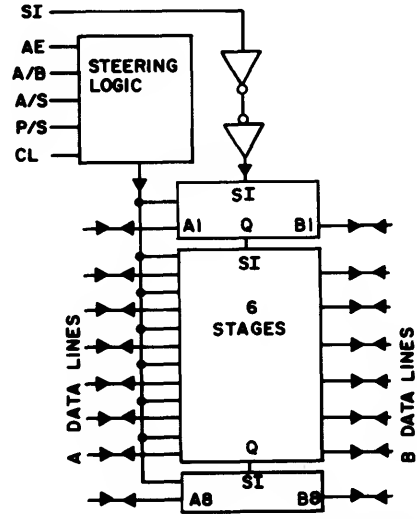 SI
AE
A/B
A/S
P/S
CL
STEERING
LOGIC
SI
A1 Q B1
SI
6
STAGES
A DATA LINES
B DATA LINES
Q
SI
A8 B8